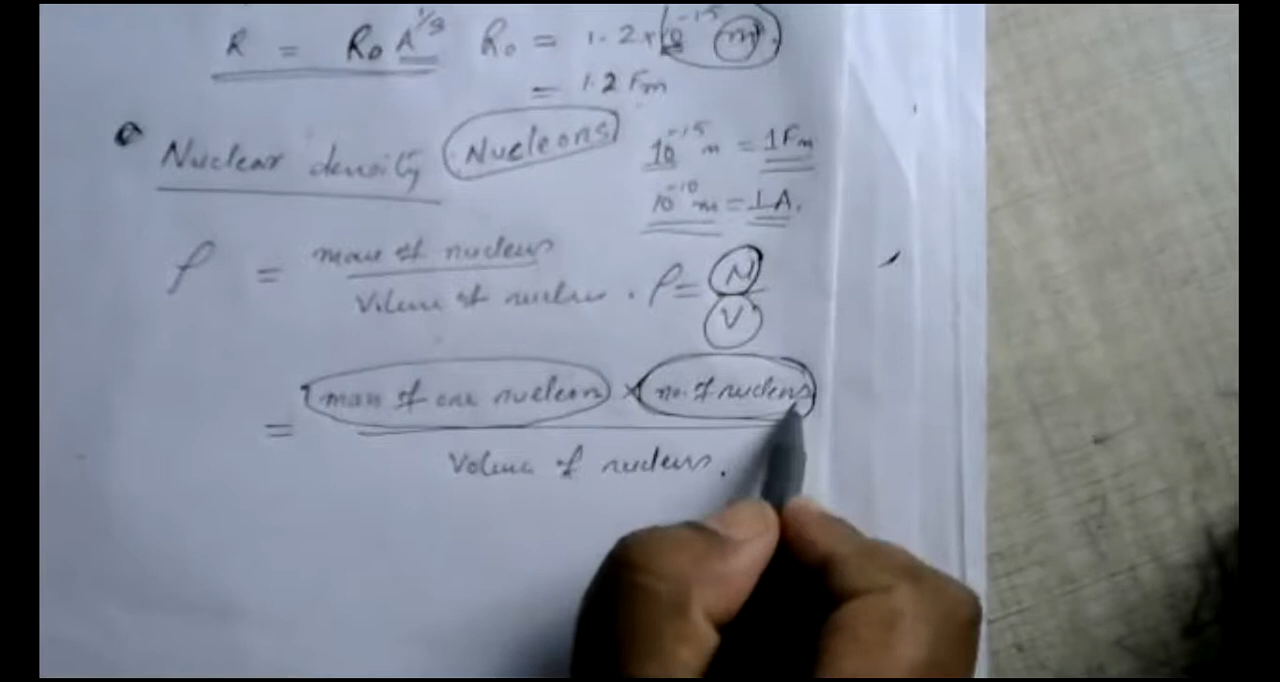 R = R₀ A^1/3 R₀ = 1.2 × 10^-15 m.
= 1.2 Fm
Nuclear density (Nucleons)
10^-15 m = 1 Fm
10^-10 m = 1 A.
ρ = mass of nucleus / Volume of nucleus . ρ = M / V
= mass of one nucleon × no. of nucleons / Volume of nucleus.